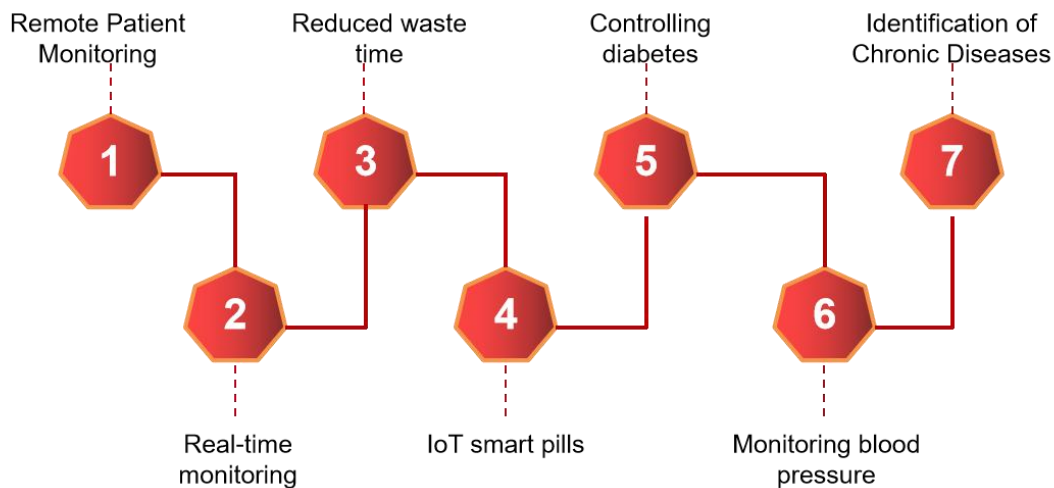 Remote Patient
Monitoring
Reduced waste
time
Controlling
diabetes
Identification of
Chronic Diseases
1
3
5
7
2
4
6
Real-time
monitoring
IoT smart pills
Monitoring blood
pressure